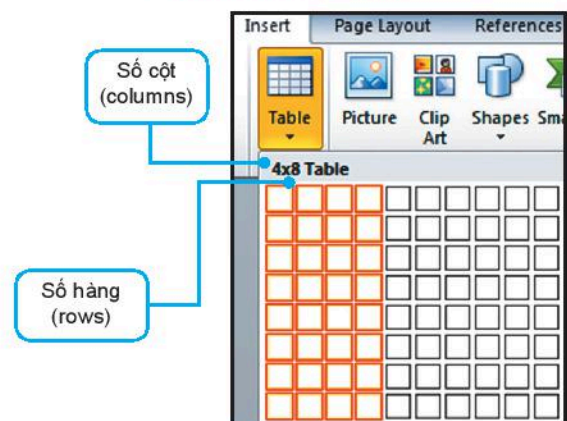 Insert Page Layout References
Số cột
(columns)
Table Picture Clip Art Shapes
4x8 Table
Số hàng
(rows)